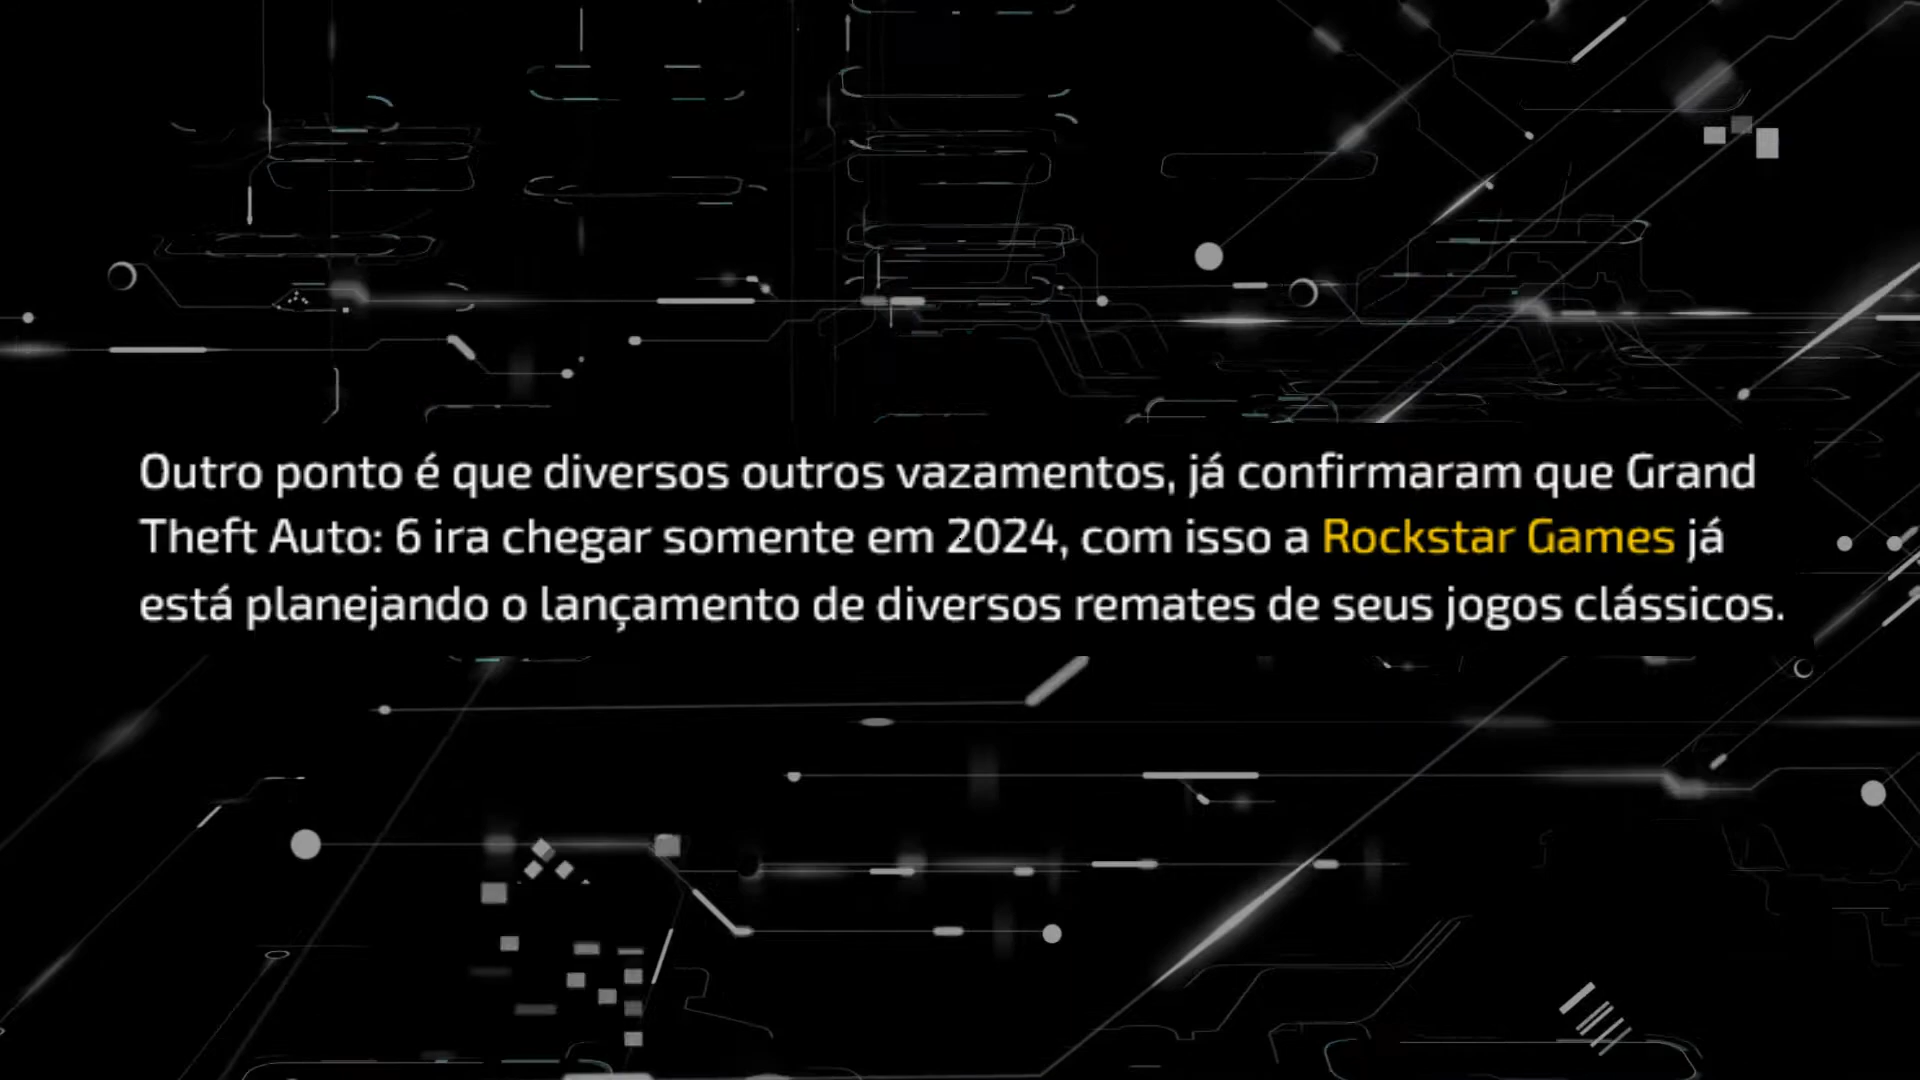 Outro ponto é que diversos outros vazamentos, já confirmaram que Grand
Theft Auto: 6 ira chegar somente em 2024, com isso a Rockstar Games já
está planejando o lançamento de diversos remates de seus jogos clássicos.